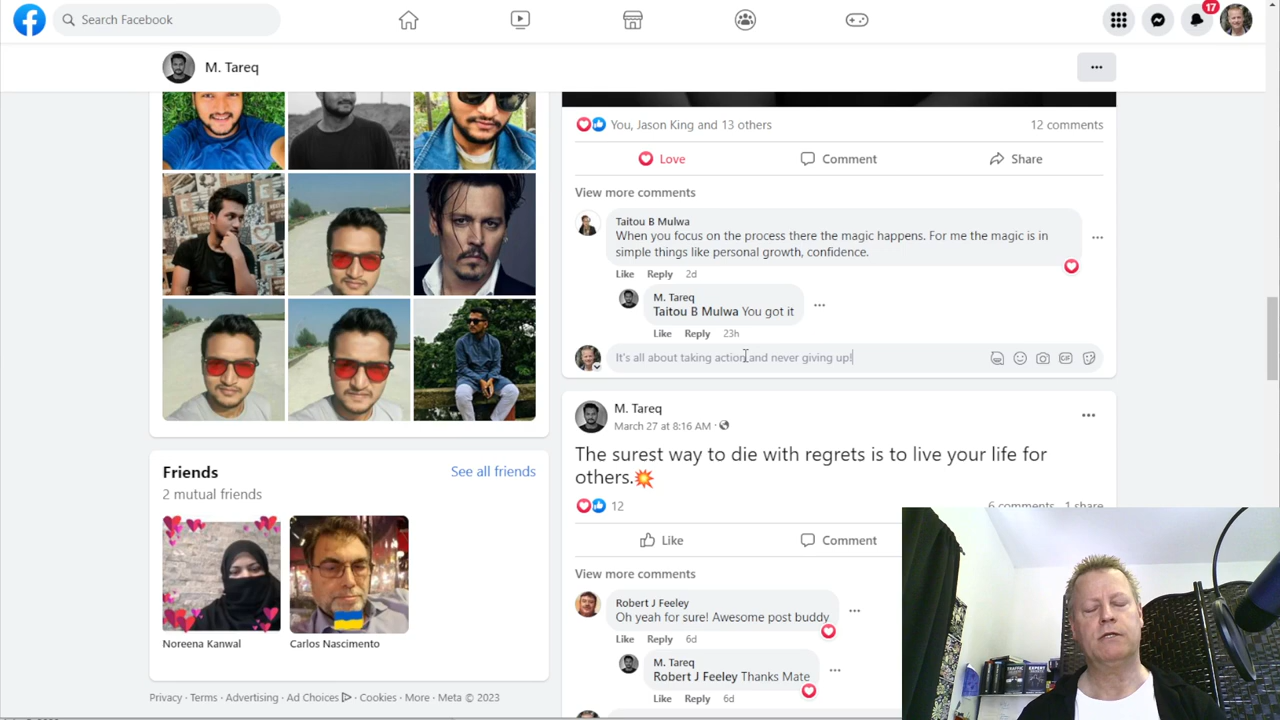 Search Facebook
17
M. Tareq
You, Jason King and 13 others
12 comments
Love
Comment
Share
View more comments
Taitou B Mulwa
When you focus on the process there the magic happens. For me the magic is in
simple things like personal growth, confidence.
Like Reply 2d
M. Tareq
Taitou B Mulwa You got it
Like Reply 23h
It's all about taking action and never giving up!
GIF
Friends
See all friends
2 mutual friends
Noreena Kanwal
Carlos Nascimento
Privacy · Terms · Advertising · Ad Choices · Cookies · More · Meta © 2023
M. Tareq
March 27 at 8:16 AM ·
The surest way to die with regrets is to live your life for
others.
12
6 comments 1 share
Like
Comment
View more comments
Robert J Feeley
Oh yeah for sure! Awesome post buddy
Like Reply 6d
M. Tareq
Robert J Feeley Thanks Mate
Like Reply 6d
TRAFFIC
EXPERT